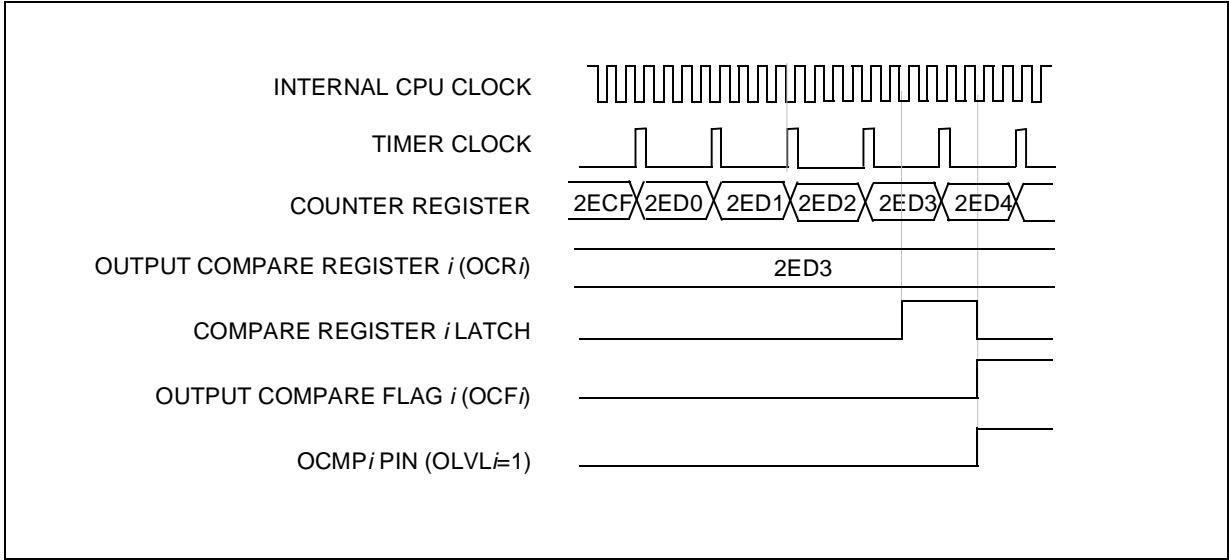 INTERNAL CPU CLOCK
TIMER CLOCK
COUNTER REGISTER 2ECF 2ED0 2ED1 2ED2 2ED3 2ED4
OUTPUT COMPARE REGISTER i (OCRi) 2ED3
COMPARE REGISTER i LATCH
OUTPUT COMPARE FLAG i (OCFi)
OCMPi PIN (OLVLi=1)